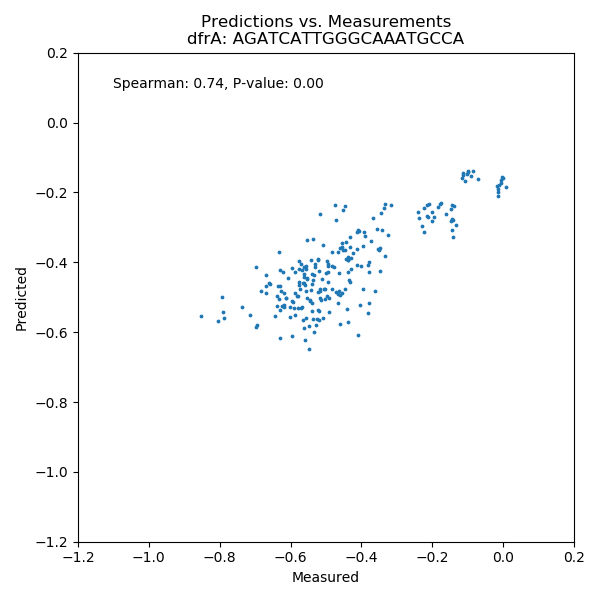 Predictions vs. Measurements
dfrA: AGATCATTGGGCAAATGCCA
Spearman: 0.74, P-value: 0.00
0.2
0.0
−0.2
−0.4
−0.6
−0.8
−1.0
−1.2
Predicted
−1.2 −1.0 −0.8 −0.6 −0.4 −0.2 0.0 0.2
Measured